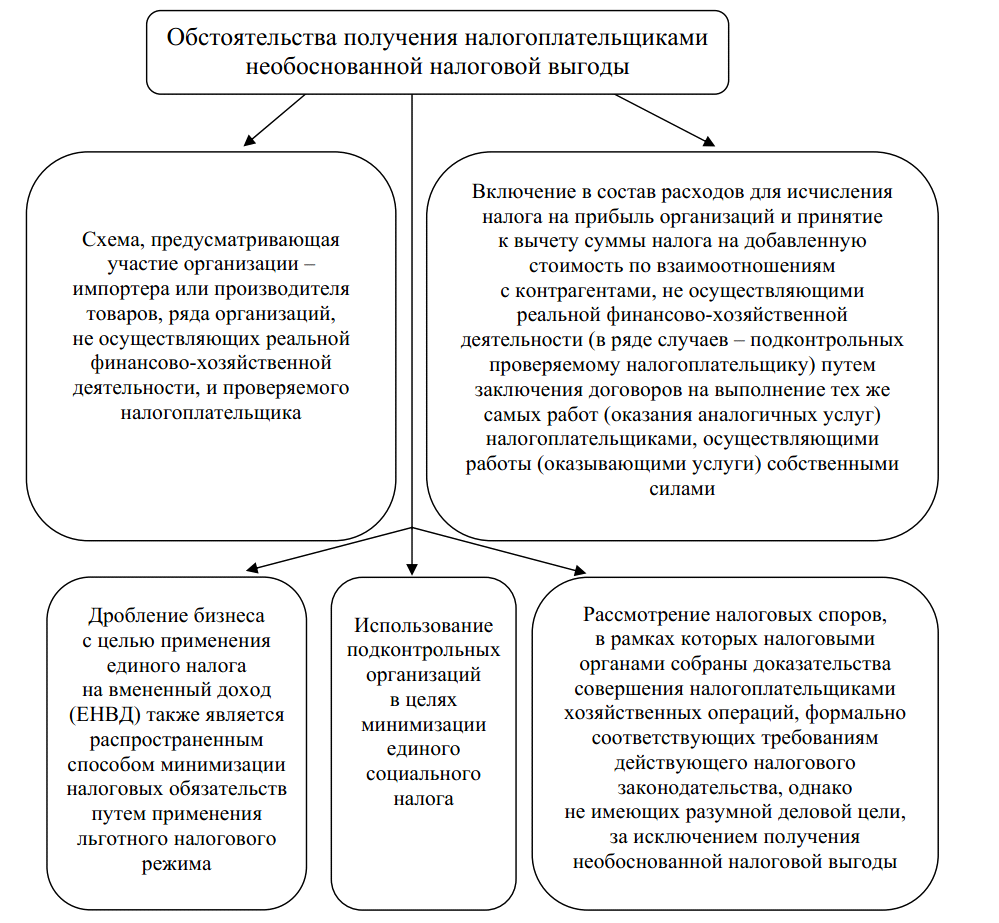 Обстоятельства получения налогоплательщиками
необоснованной налоговой выгоды
Схема, предусматривающая
участие организации –
импортера или производителя
товаров, ряда организаций,
не осуществляющих реальной
финансово-хозяйственной
деятельности, и проверяемого
налогоплательщика
Включение в состав расходов для исчисления
налога на прибыль организаций и принятие
к вычету суммы налога на добавленную
стоимость по взаимоотношениям
с контрагентами, не осуществляющими
реальной финансово-хозяйственной
деятельности (в ряде случаев – подконтрольных
проверяемому налогоплательщику) путем
заключения договоров на выполнение тех же
самых работ (оказания аналогичных услуг)
налогоплательщиками, осуществляющими
работы (оказывающими услуги) собственными
силами
Дробление бизнеса
с целью применения
единого налога
на вмененный доход
(ЕНВД) также является
распространенным
способом минимизации
налоговых обязательств
путем применения
льготного налогового
режима
Использование
подконтрольных
организаций
в целях
минимизации
единого
социального
налога
Рассмотрение налоговых споров,
в рамках которых налоговыми
органами собраны доказательства
совершения налогоплательщиками
хозяйственных операций, формально
соответствующих требованиям
действующего налогового
законодательства, однако
не имеющих разумной деловой цели,
за исключением получения
необоснованной налоговой выгоды